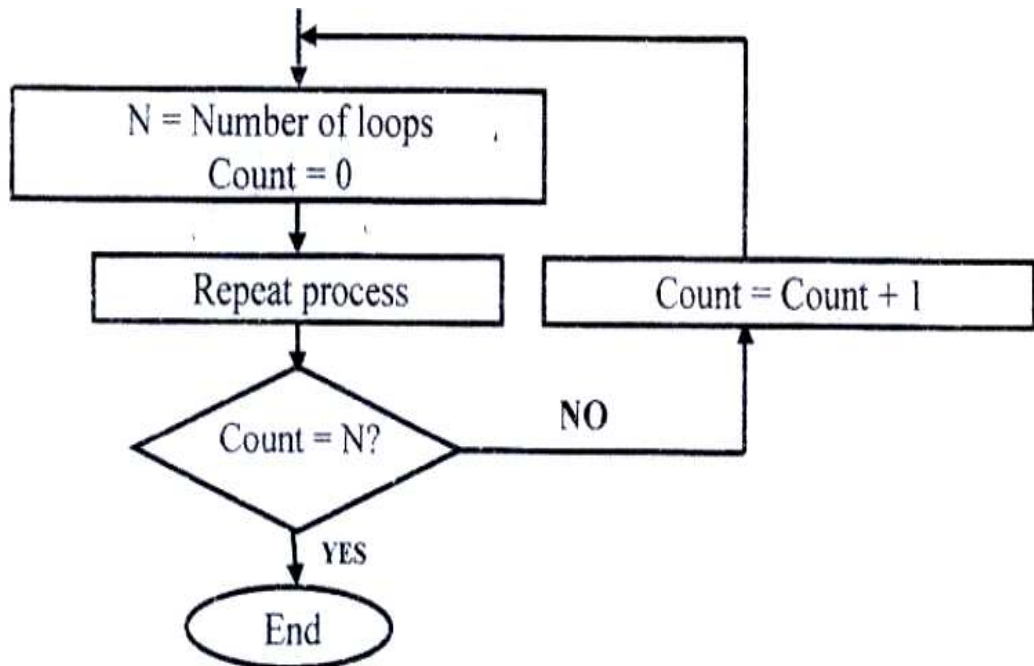 N = Number of loops
Count = 0
Repeat process
Count = Count + 1
Count = N?
NO
YES
End